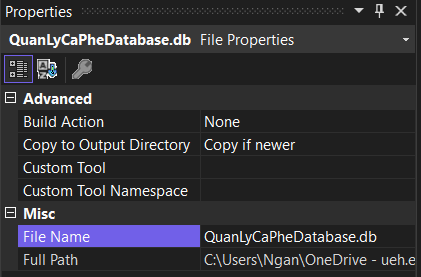 Properties
QuanLyCaPheDatabase.db File Properties
Advanced
Build Action None
Copy to Output Directory Copy if newer
Custom Tool
Custom Tool Namespace
Misc
File Name QuanLyCaPheDatabase.db
Full Path C:\Users\Ngan\OneDrive - ueh.e